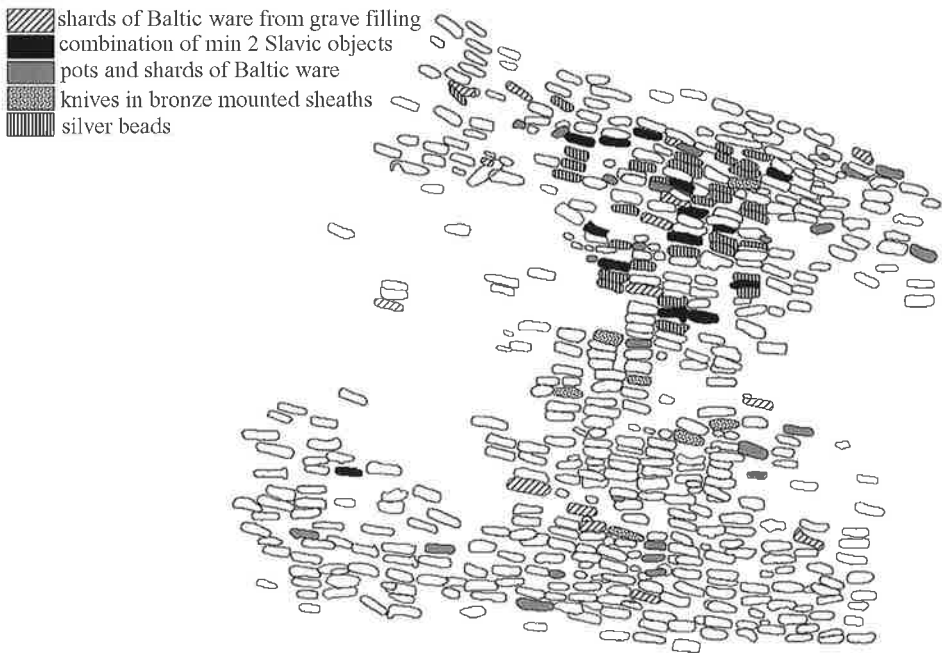 shards of Baltic ware from grave filling
combination of min 2 Slavic objects
pots and shards of Baltic ware
knives in bronze mounted sheaths
silver beads